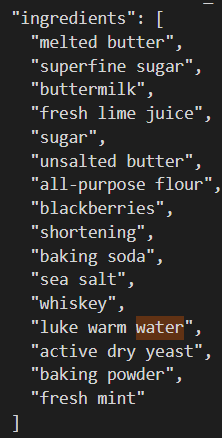 "ingredients": [
"melted butter",
"superfine sugar",
"buttermilk",
"fresh lime juice",
"sugar",
"unsalted butter",
"all-purpose flour",
"blackberries",
"shortening",
"baking soda",
"sea salt",
"whiskey",
"luke warm water",
"active dry yeast",
"baking powder",
"fresh mint"
]